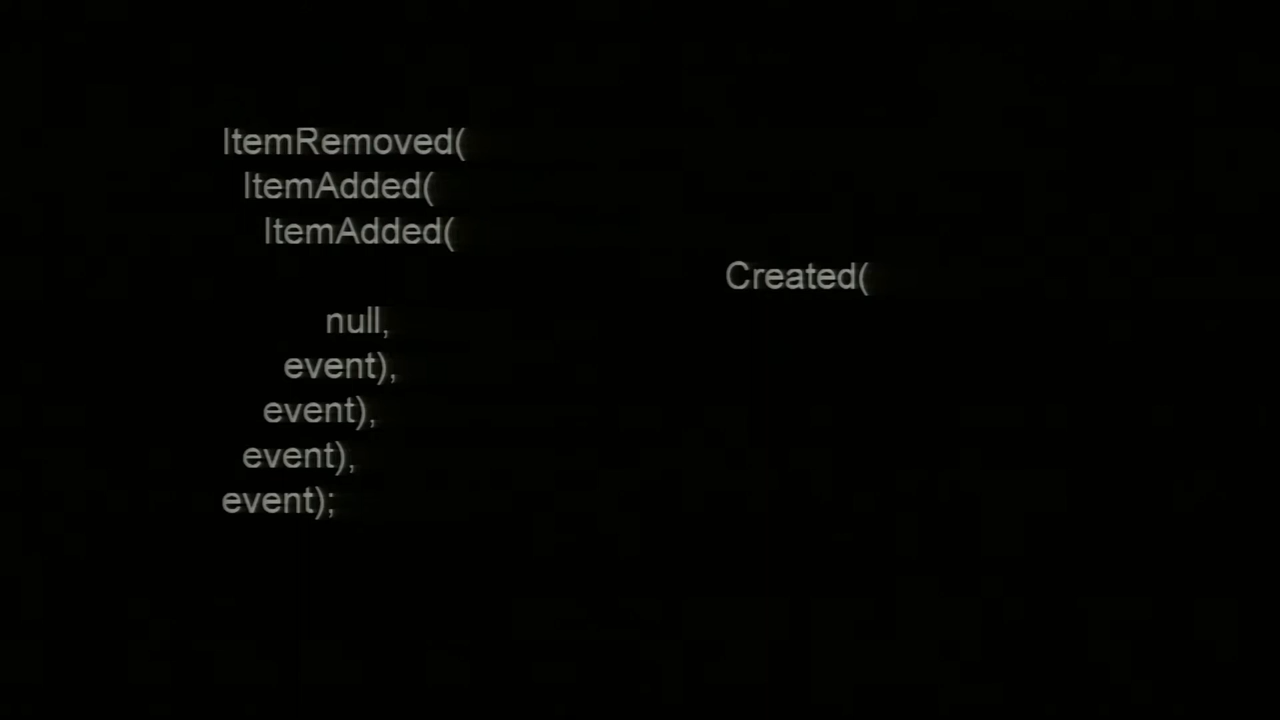 ItemRemoved(
ItemAdded(
ItemAdded(
Created(
null,
event),
event),
event),
event);